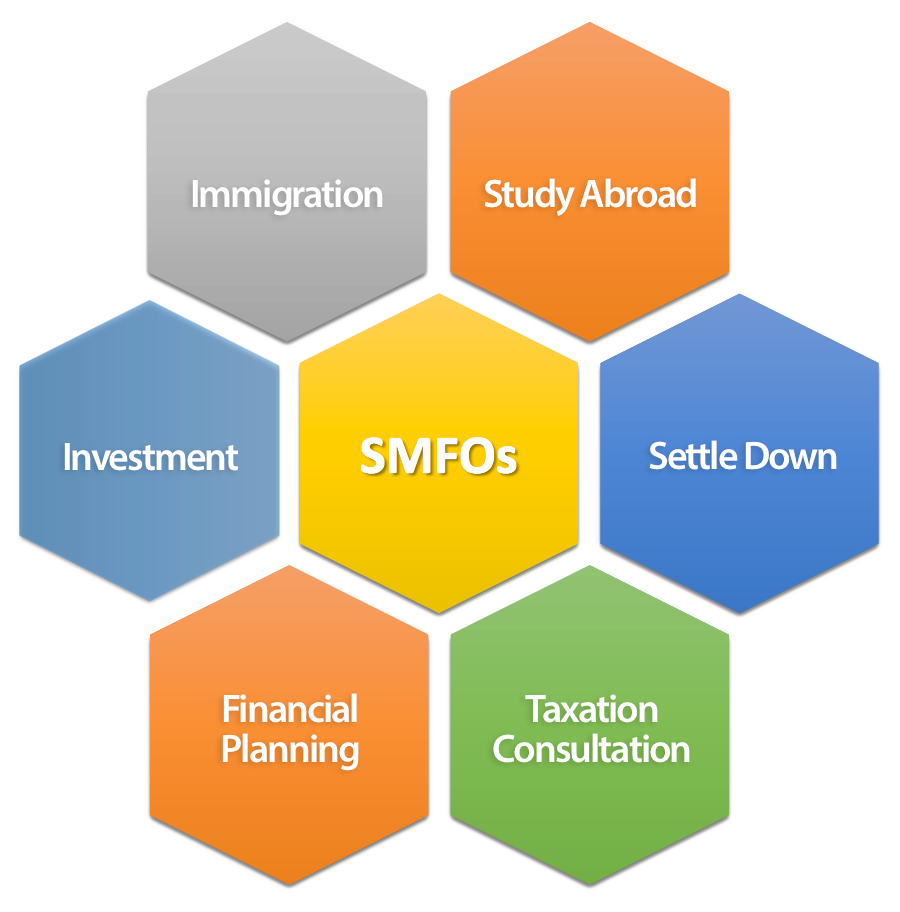 Immigration
Study Abroad
Investment
SMFOs
Settle Down
Financial
Planning
Taxation
Consultation